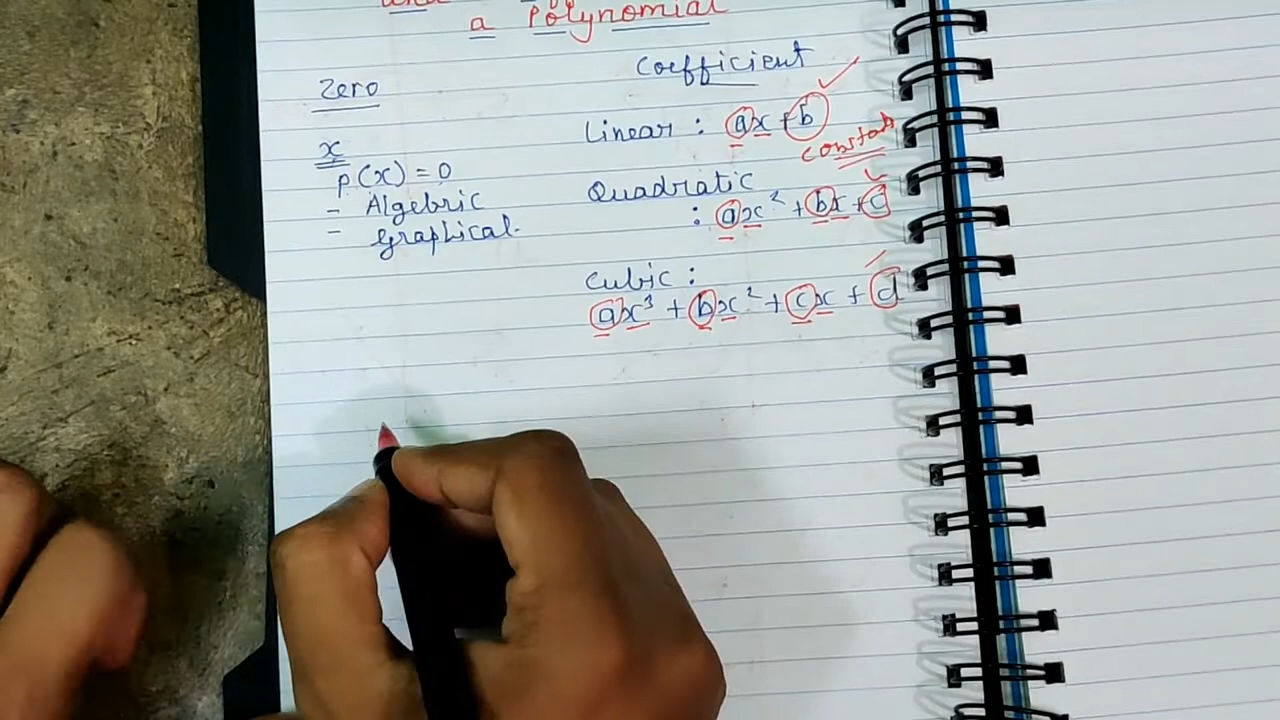 a Polynomial
Zero
x
p(x) = 0
- Algebric
- Graphical.
Coefficient
Linear : ax + b
constant
Quadratic
: ax² + bx + c
Cubic :
ax³ + bx² + cx + d